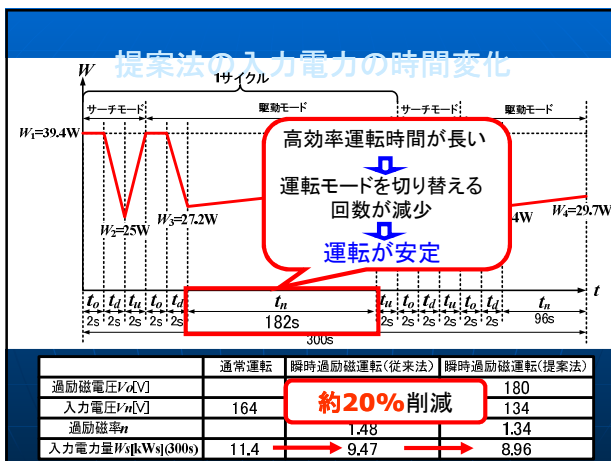 提案法の入力電力の時間変化
W
1サイクル
サーチモード 駆動モード サーチモード 駆動モード
W₁=39.4W
高効率運転時間が長い
運転モードを切り替える
回数が減少
運転が安定
W₂=25W
W₃=27.2W
4W
W₄=29.7W
t
to td tu to td tn tu to td tu to td tn
2s 2s 2s 2s 2s 182s 2s 2s 2s 2s 2s 2s 96s
300s
通常運転 瞬時過励磁運転(従来法) 瞬時過励磁運転(提案法)
過励磁電圧Vo[V] 180
入力電圧Vn[V] 164 134
約20%削減
過励磁率n 1.48 1.34
入力電力量Ws[kWs](300s) 11.4 9.47 8.96